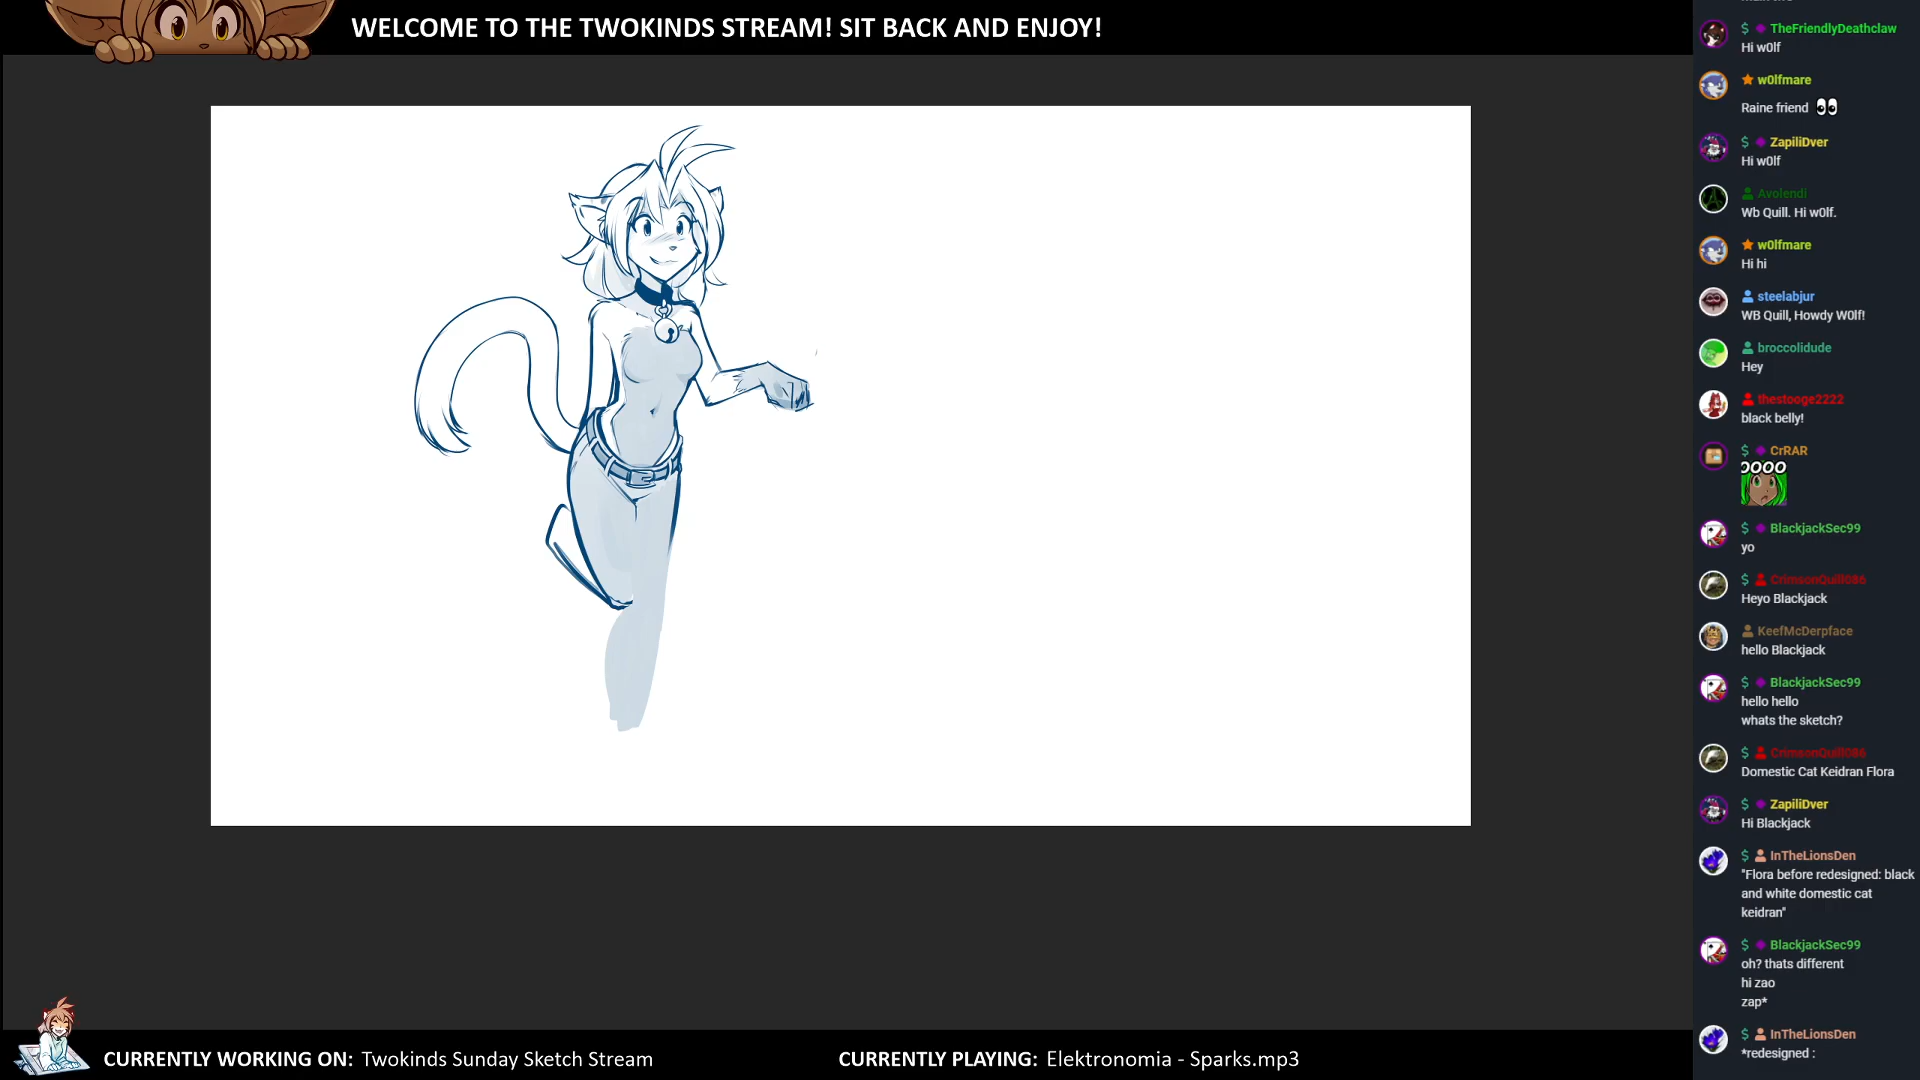 WELCOME TO THE TWOKINDS STREAM! SIT BACK AND ENJOY!
TheFriendlyDeathclaw
Hi w0lf
w0lfmare
Raine friend
ZapiliDver
Hi w0lf
Avolendi
Wb Quill. Hi w0lf.
w0lfmare
Hi hi
steelabjur
WB Quill, Howdy W0lf!
broccolidude
Hey
thestooge2222
black belly!
CrRAR
OOOO
BlackjackSec99
yo
CrimsonQuill086
Heyo Blackjack
KeefMcDerpface
hello Blackjack
BlackjackSec99
hello hello
whats the sketch?
CrimsonQuill086
Domestic Cat Keidran Flora
ZapiliDver
Hi Blackjack
InTheLionsDen
"Flora before redesigned: black
and white domestic cat
keidran"
BlackjackSec99
oh? thats different
hi zao
zap*
InTheLionsDen
*redesigned :
CURRENTLY WORKING ON: Twokinds Sunday Sketch Stream
CURRENTLY PLAYING: Elektronomia - Sparks.mp3